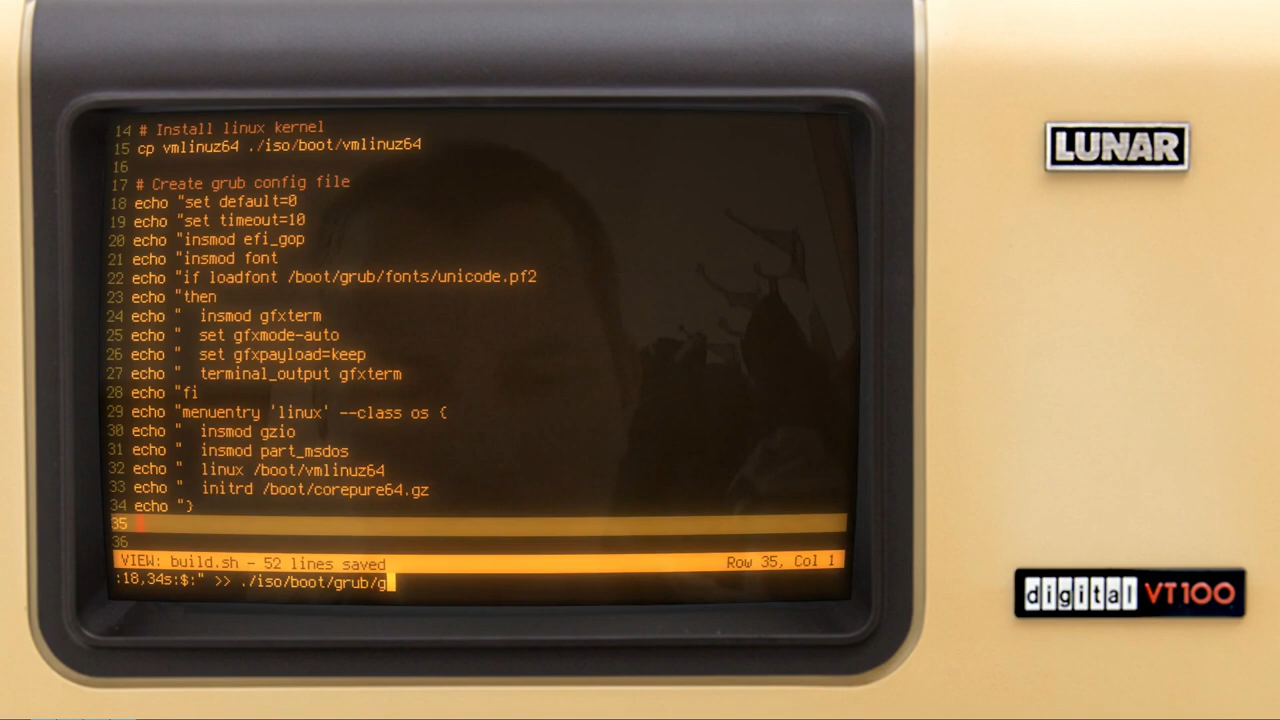 14 # Install linux kernel
15 cp vmlinuz64 ./iso/boot/vmlinuz64
16
17 # Create grub config file
18 echo "set default=0
19 echo "set timeout=10
20 echo "insmod efi_gop
21 echo "insmod font
22 echo "if loadfont /boot/grub/fonts/unicode.pf2
23 echo "then
24 echo "  insmod gfxterm
25 echo "  set gfxmode-auto
26 echo "  set gfxpayload=keep
27 echo "  terminal_output gfxterm
28 echo "fi
29 echo "menuentry 'linux' --class os {
30 echo "  insmod gzio
31 echo "  insmod part_msdos
32 echo "  linux /boot/vmlinuz64
33 echo "  initrd /boot/corepure64.gz
34 echo "}
35
36
VIEW: build.sh - 52 lines saved Row 35, Col 1
:18,34s:$:" >> ./iso/boot/grub/g
LUNAR
digital VT100